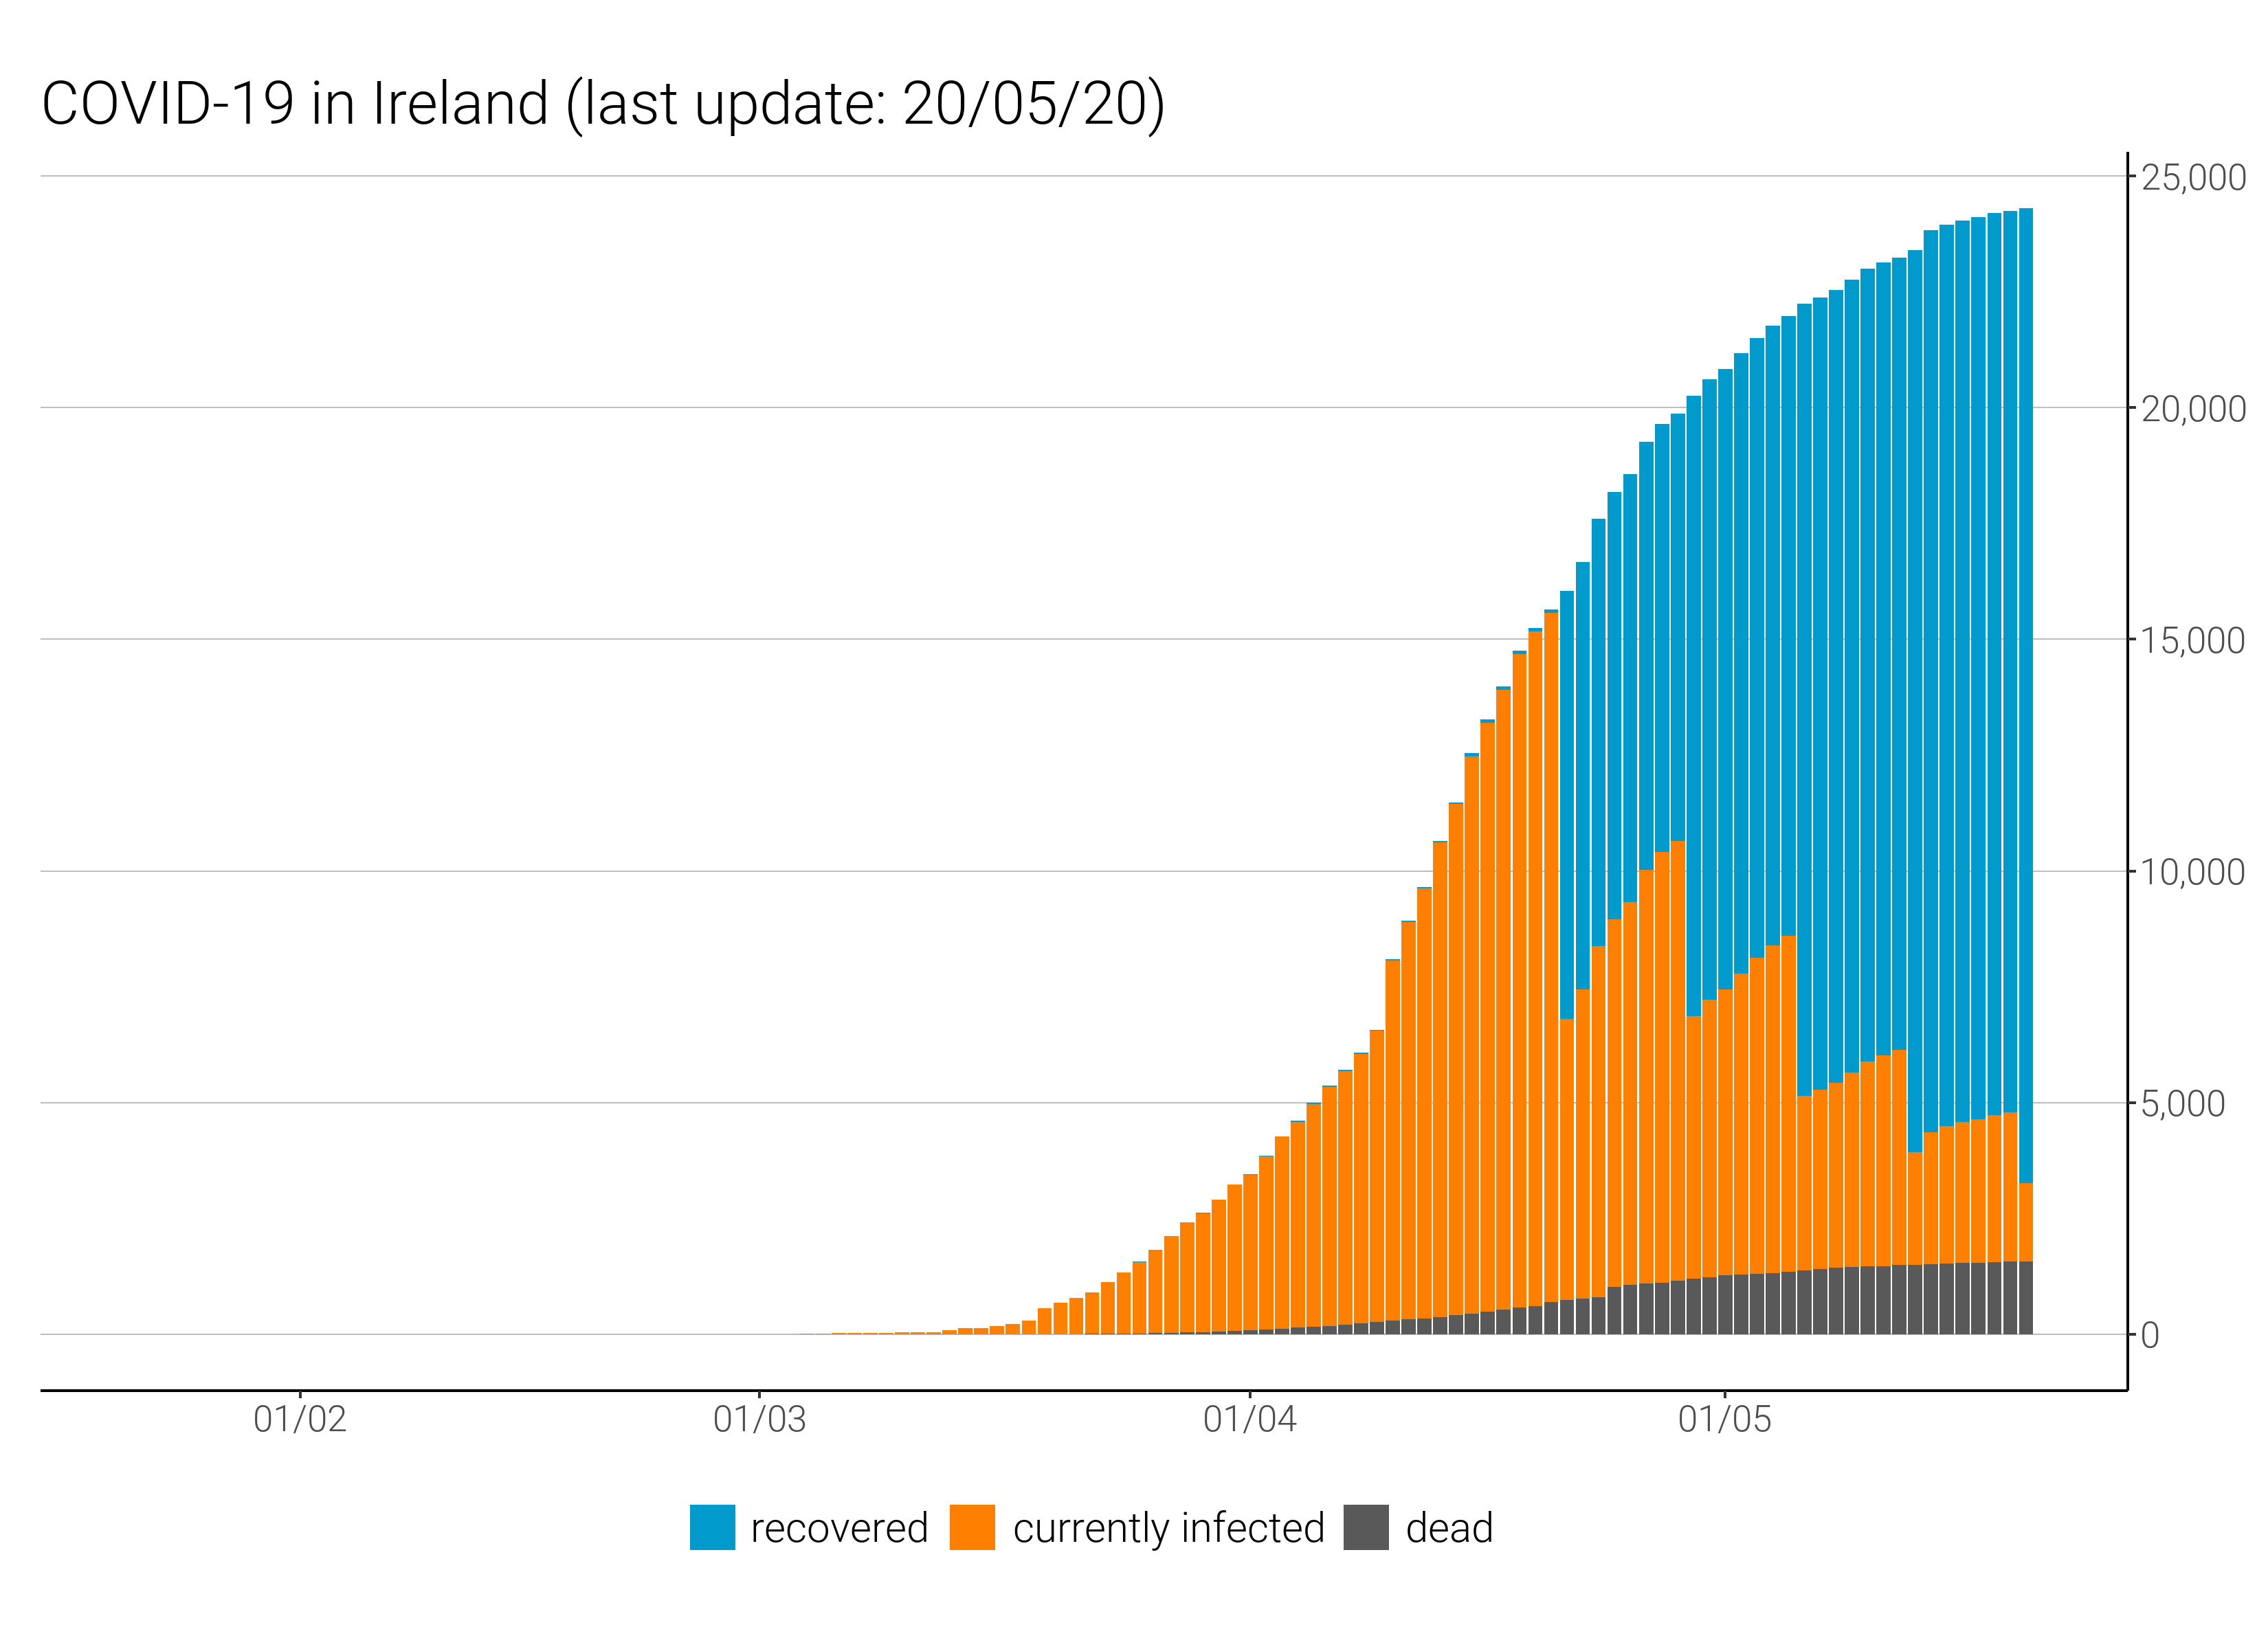 COVID-19 in Ireland (last update: 20/05/20)
25,000
20,000
15,000
10,000
5,000
0
01/02 01/03 01/04 01/05
recovered currently infected dead